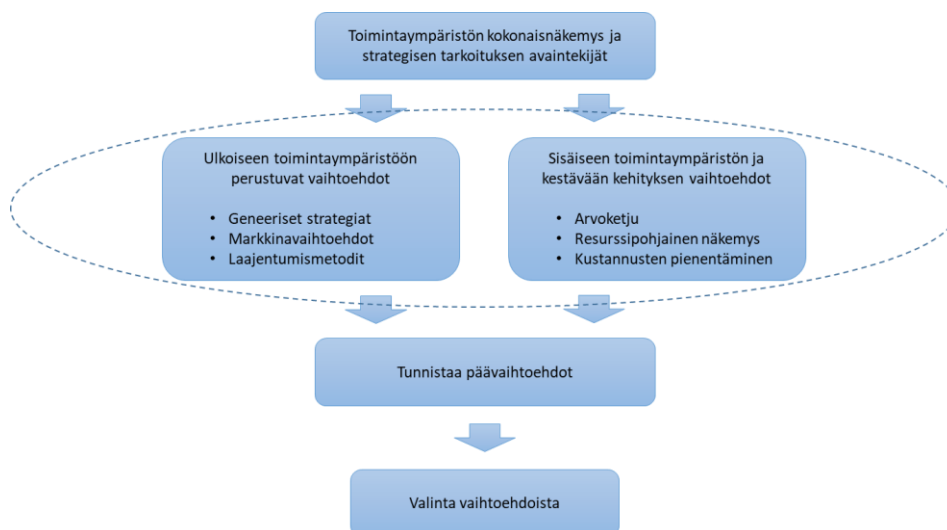 Toimintaympäristön kokonaisnäkemys ja
strategisen tarkoituksen avaintekijät
Ulkoiseen toimintaympäristöön
perustuvat vaihtoehdot
• Geneeriset strategiat
• Markkinavaihtoehdot
• Laajentumismetodit
Sisäiseen toimintaympäristön ja
kestävään kehityksen vaihtoehdot
• Arvoketju
• Resurssipohjainen näkemys
• Kustannusten pienentäminen
Tunnistaa päävaihtoehdot
Valinta vaihtoehdoista